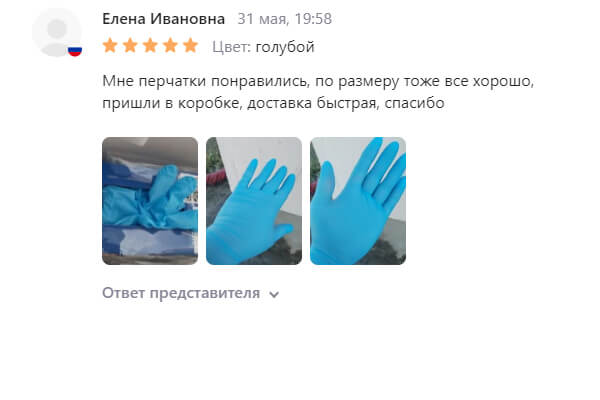 Елена Ивановна 31 мая, 19:58
Цвет: голубой
Мне перчатки понравились, по размеру тоже все хорошо,
пришли в коробке, доставка быстрая, спасибо
Ответ представителя